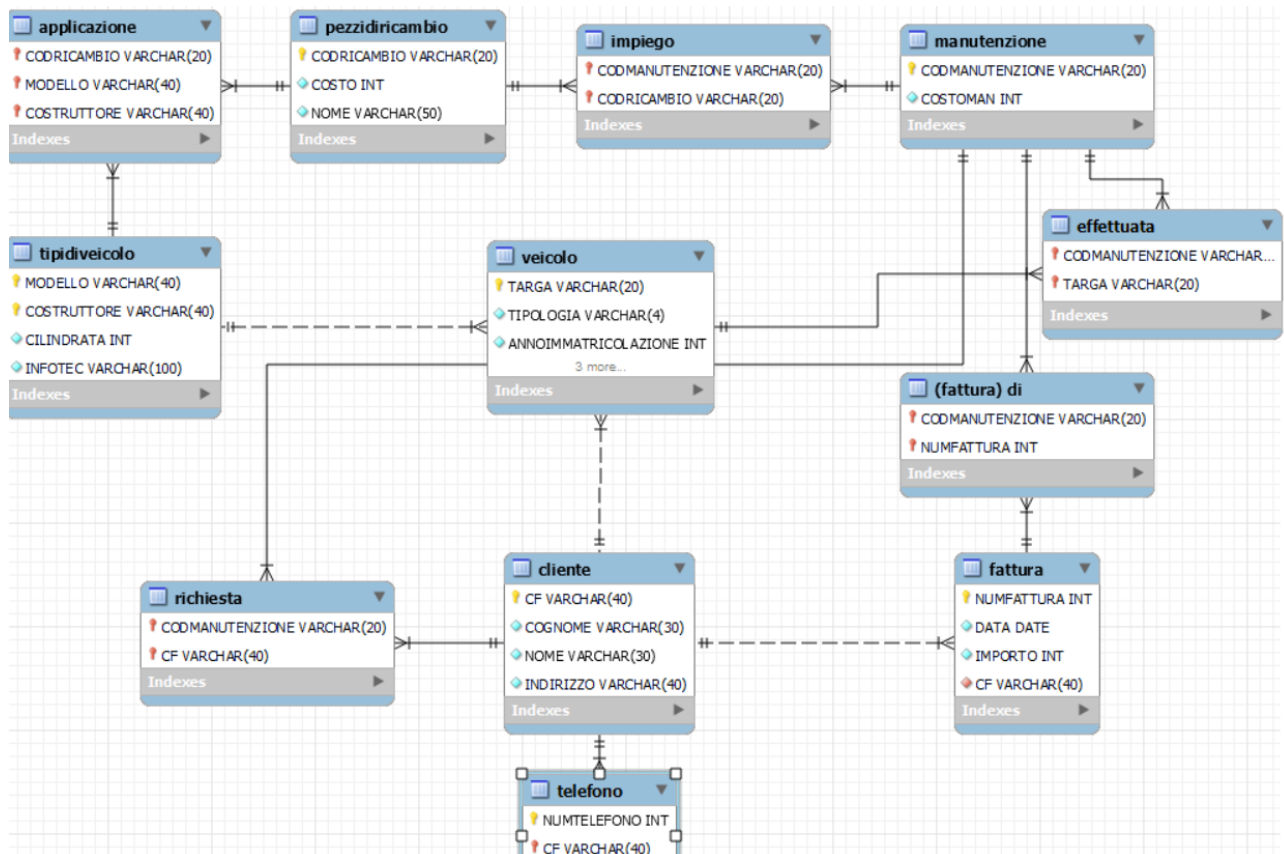 applicazione
CODRICAMBIO VARCHAR(20)
MODELLO VARCHAR(40)
COSTRUTTORE VARCHAR(40)
Indexes
pezzidiricambio
CODRICAMBIO VARCHAR(20)
COSTO INT
NOME VARCHAR(50)
Indexes
impiego
CODMANUTENZIONE VARCHAR(20)
CODRICAMBIO VARCHAR(20)
Indexes
manutenzione
CODMANUTENZIONE VARCHAR(20)
COSTOMAN INT
Indexes
tipidiveicolo
MODELLO VARCHAR(40)
COSTRUTTORE VARCHAR(40)
CILINDRATA INT
INFOTEC VARCHAR(100)
Indexes
veicolo
TARGA VARCHAR(20)
TIPOLOGIA VARCHAR(4)
ANNOIMMATRICOLAZIONE INT
3 more...
Indexes
effettuata
CODMANUTENZIONE VARCHAR...
TARGA VARCHAR(20)
Indexes
(fattura) di
CODMANUTENZIONE VARCHAR(20)
NUMFATTURA INT
Indexes
richiesta
CODMANUTENZIONE VARCHAR(20)
CF VARCHAR(40)
Indexes
cliente
CF VARCHAR(40)
COGNOME VARCHAR(30)
NOME VARCHAR(30)
INDIRIZZO VARCHAR(40)
Indexes
fattura
NUMFATTURA INT
DATA DATE
IMPORTO INT
CF VARCHAR(40)
Indexes
telefono
NUMTELEFONO INT
CF VARCHAR(40)